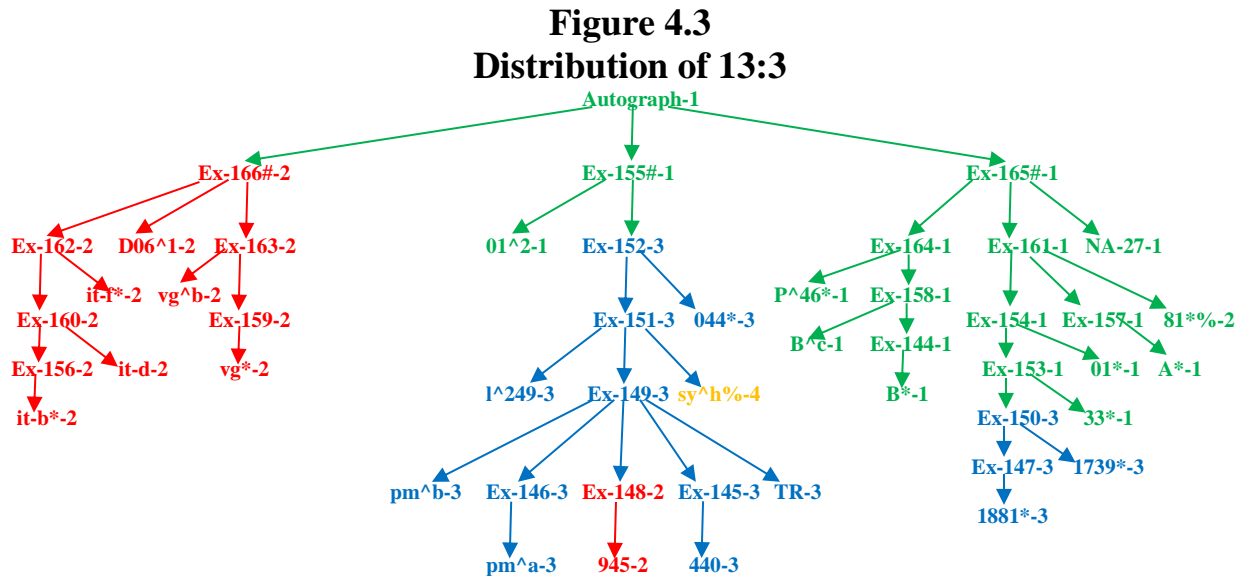 Figure 4.3
Distribution of 13:3
Autograph-1
Ex-166#-2 Ex-155#-1 Ex-165#-1
Ex-162-2 D06^1-2 Ex-163-2 01^2-1 Ex-152-3 Ex-164-1 Ex-161-1 NA-27-1
it-f*-2 vg^b-2 P^46*-1 Ex-158-1
Ex-160-2 Ex-159-2 Ex-151-3 044*-3 Ex-154-1 Ex-157-1 81*%-2
B^c-1 Ex-144-1
Ex-156-2 it-d-2 vg*-2 Ex-153-1 01*-1 A*-1
l^249-3 Ex-149-3 sy^h%-4 B*-1
it-b*-2 Ex-150-3 33*-1
Ex-147-3 1739*-3
pm^b-3 Ex-146-3 Ex-148-2 Ex-145-3 TR-3
1881*-3
pm^a-3 945-2 440-3